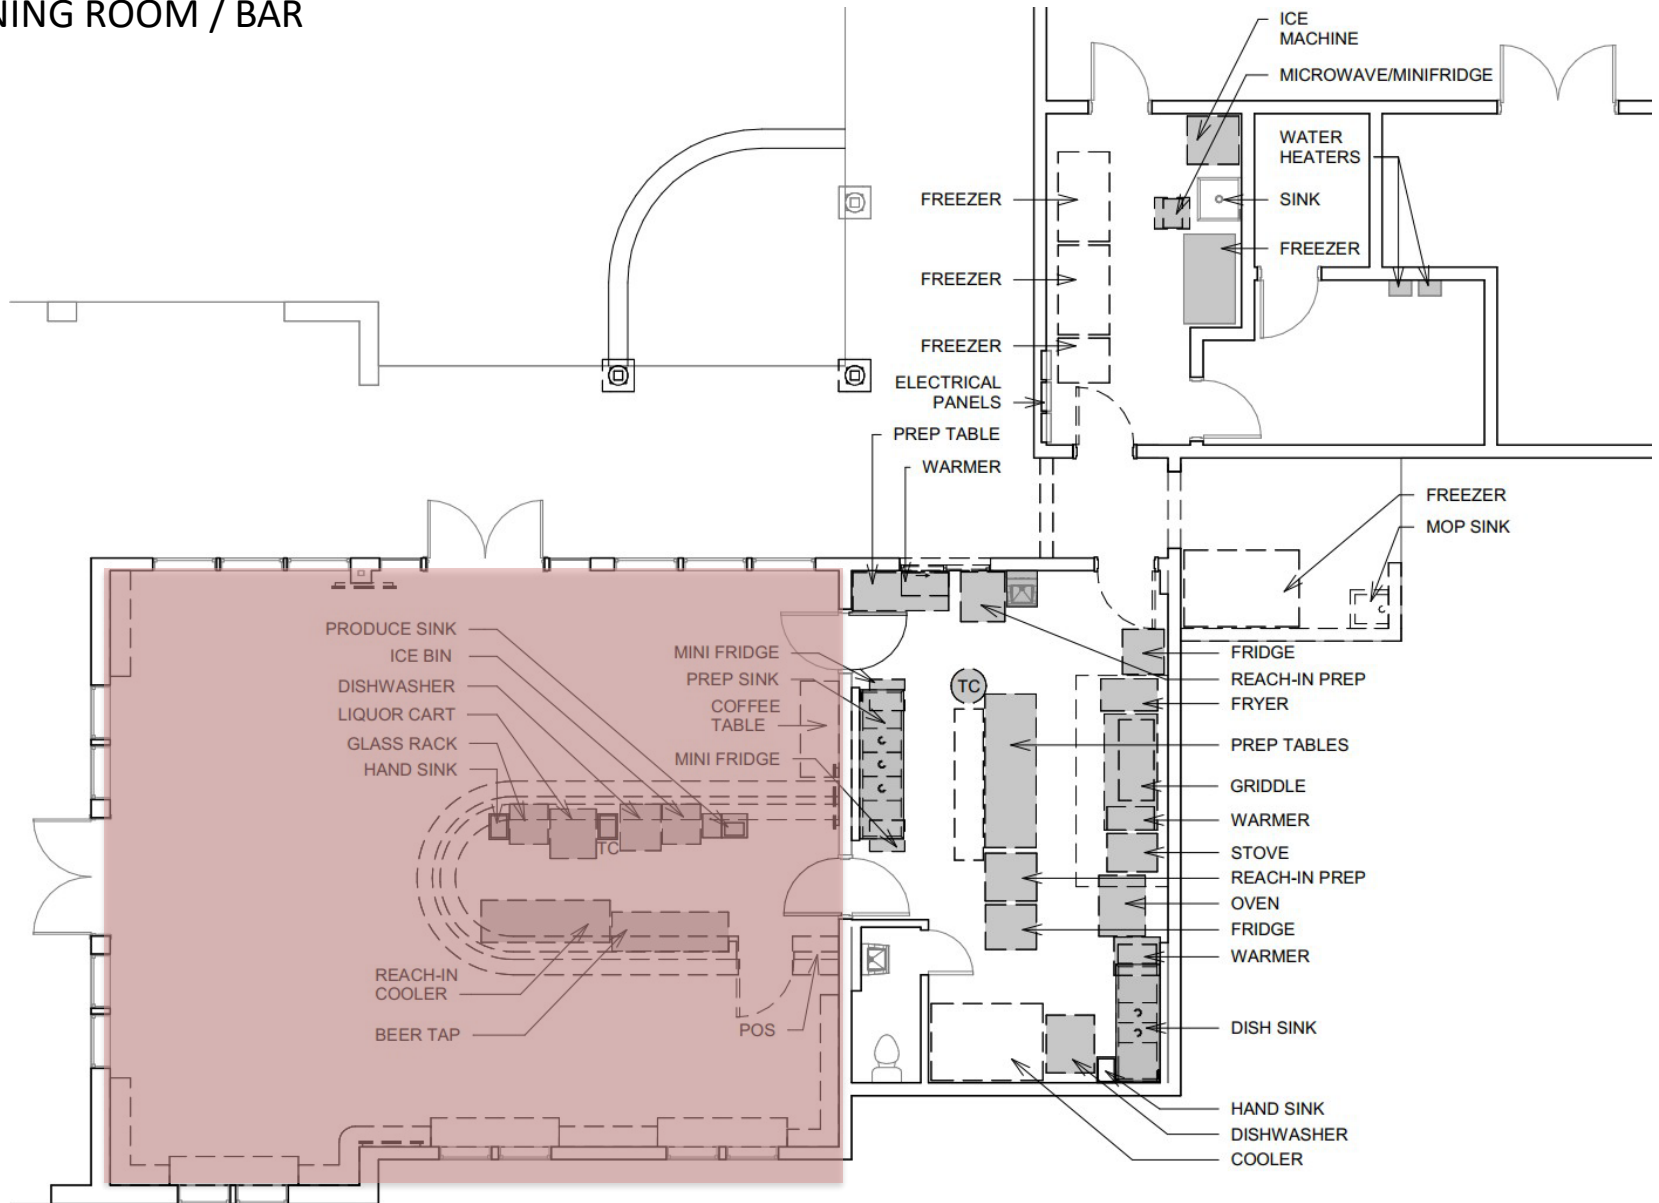 NING ROOM / BAR
ICE
MACHINE
MICROWAVE/MINIFRIDGE
WATER
HEATERS
SINK
FREEZER
FREEZER
FREEZER
FREEZER
ELECTRICAL
PANELS
PREP TABLE
WARMER
FREEZER
MOP SINK
PRODUCE SINK
ICE BIN
DISHWASHER
LIQUOR CART
GLASS RACK
HAND SINK
MINI FRIDGE
PREP SINK
COFFEE
TABLE
MINI FRIDGE
TC
TC
REACH-IN
COOLER
BEER TAP
POS
FRIDGE
REACH-IN PREP
FRYER
PREP TABLES
GRIDDLE
WARMER
STOVE
REACH-IN PREP
OVEN
FRIDGE
WARMER
DISH SINK
HAND SINK
DISHWASHER
COOLER